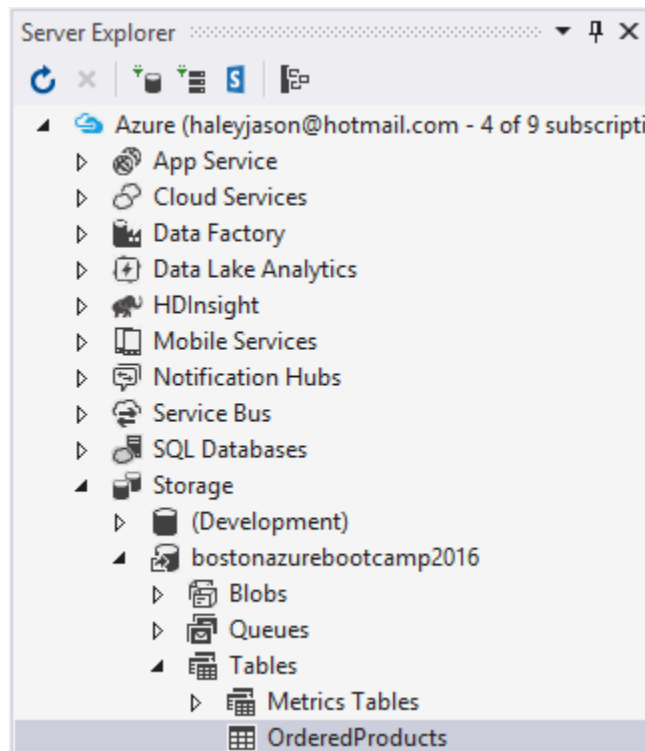 Server Explorer
Azure (haleyjason@hotmail.com - 4 of 9 subscripti
App Service
Cloud Services
Data Factory
Data Lake Analytics
HDInsight
Mobile Services
Notification Hubs
Service Bus
SQL Databases
Storage
(Development)
bostonazurebootcamp2016
Blobs
Queues
Tables
Metrics Tables
OrderedProducts